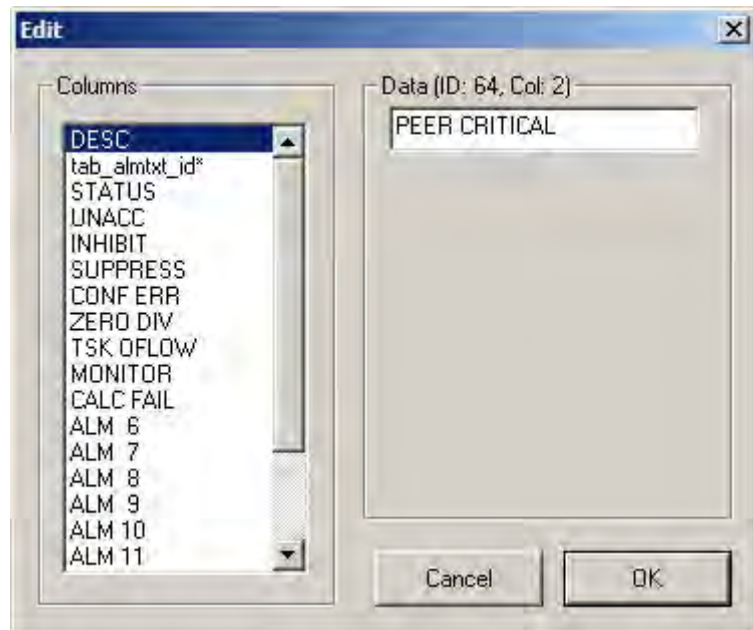 Edit
Columns
DESC
tab_almtxt_id*
STATUS
UNACC
INHIBIT
SUPPRESS
CONF ERR
ZERO DIV
TSK OFLOW
MONITOR
CALC FAIL
ALM 6
ALM 7
ALM 8
ALM 9
ALM 10
ALM 11
Data (ID: 64, Col: 2)
PEER CRITICAL
Cancel
OK